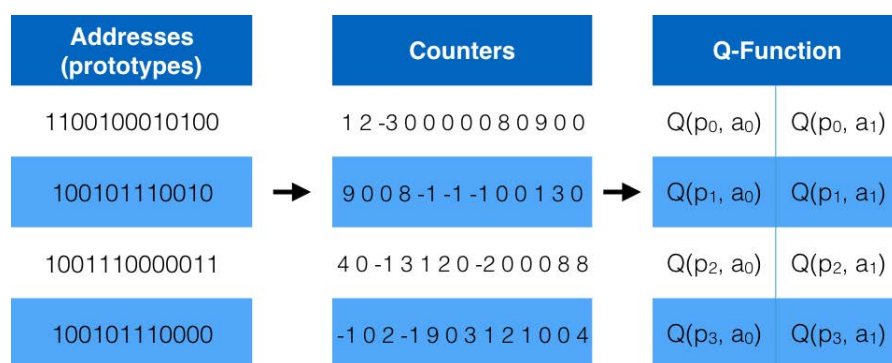 Addresses (prototypes) Counters Q-Function
1100100010100 1 2 -3 0 0 0 0 0 8 0 9 0 0 Q(p₀, a₀) Q(p₀, a₁)
100101110010 9 0 0 8 -1 -1 -1 0 0 1 3 0 Q(p₁, a₀) Q(p₁, a₁)
1001110000011 4 0 -1 3 1 2 0 -2 0 0 0 8 8 Q(p₂, a₀) Q(p₂, a₁)
100101110000 -1 0 2 -1 9 0 3 1 2 1 0 0 4 Q(p₃, a₀) Q(p₃, a₁)